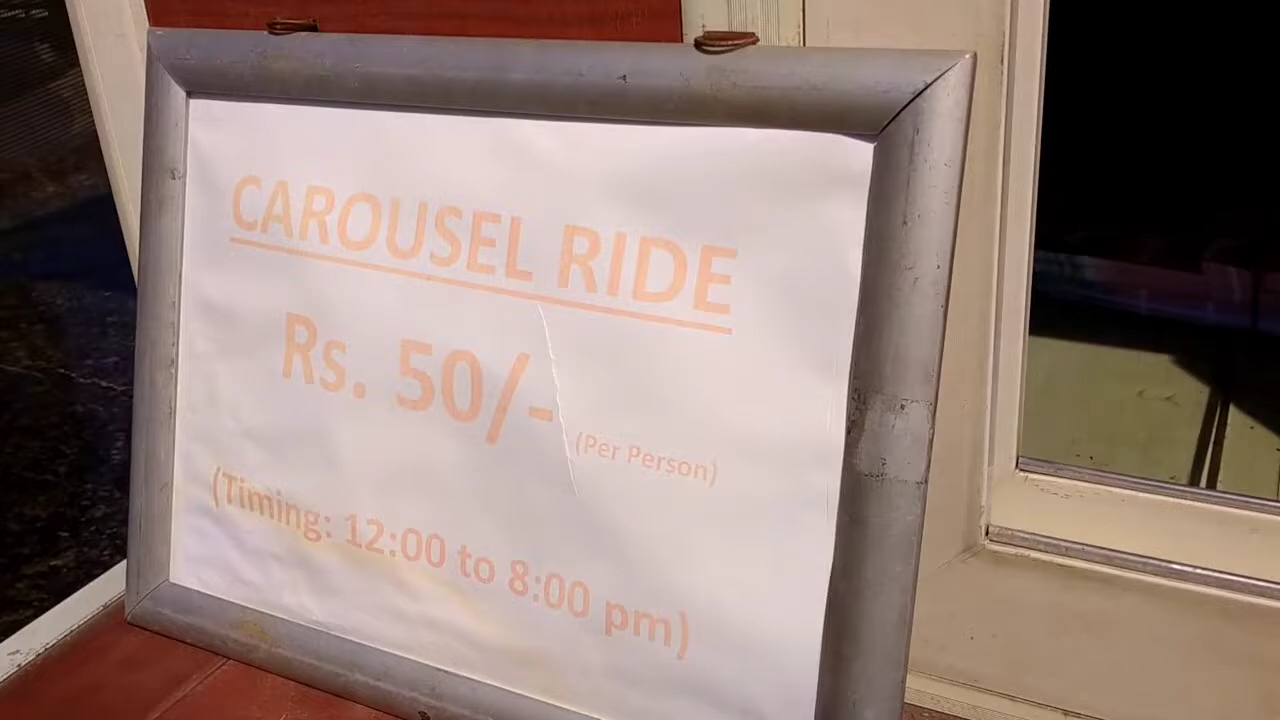 CAROUSEL RIDE
Rs. 50/- (Per Person)
(Timing: 12:00 to 8:00 pm)